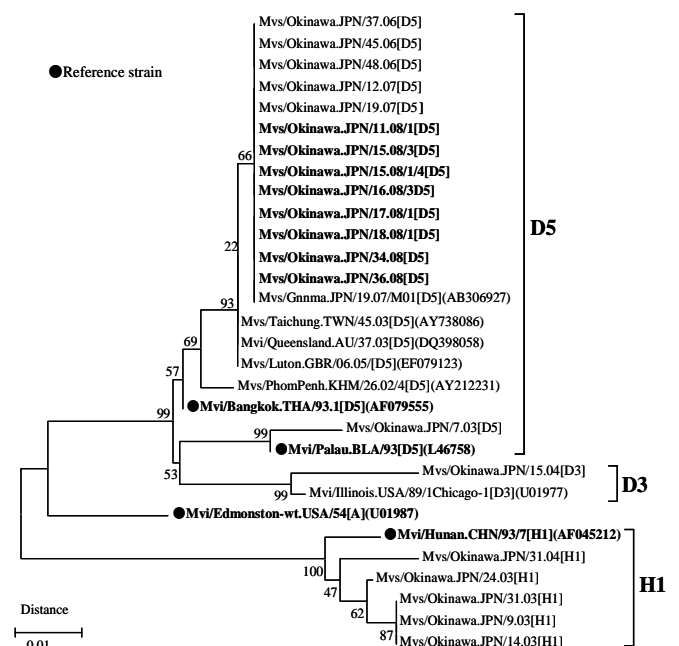 Mvs/Okinawa.JPN/37.06[D5]
Mvs/Okinawa.JPN/45.06[D5]
Mvs/Okinawa.JPN/48.06[D5]
●Reference strain
Mvs/Okinawa.JPN/12.07[D5]
Mvs/Okinawa.JPN/19.07[D5]
Mvs/Okinawa.JPN/11.08/1[D5]
Mvs/Okinawa.JPN/15.08/3[D5]
66
Mvs/Okinawa.JPN/15.08/1/4[D5]
Mvs/Okinawa.JPN/16.08/3D5]
Mvs/Okinawa.JPN/17.08/1[D5]
D5
Mvs/Okinawa.JPN/18.08/1[D5]
22
Mvs/Okinawa.JPN/34.08[D5]
Mvs/Okinawa.JPN/36.08[D5]
Mvs/Gnnma.JPN/19.07/M01[D5](AB306927)
93
Mvs/Taichung.TWN/45.03[D5](AY738086)
Mvi/Queensland.AU/37.03[D5](DQ398058)
69
Mvs/Luton.GBR/06.05/[D5](EF079123)
57
Mvs/PhomPenh.KHM/26.02/4[D5](AY212231)
●Mvi/Bangkok.THA/93.1[D5](AF079555)
99
Mvs/Okinawa.JPN/7.03[D5]
99
●Mvi/Palau.BLA/93[D5](L46758)
53
Mvs/Okinawa.JPN/15.04[D3]
D3
99
Mvi/Illinois.USA/89/1Chicago-1[D3](U01977)
●Mvi/Edmonston-wt.USA/54[A](U01987)
●Mvi/Hunan.CHN/93/7[H1](AF045212)
Mvs/Okinawa.JPN/31.04[H1]
100
Mvs/Okinawa.JPN/24.03[H1]
H1
47
Mvs/Okinawa.JPN/31.03[H1]
62
Mvs/Okinawa.JPN/9.03[H1]
87
Mvs/Okinawa.JPN/14.03[H1]
Distance
0.01